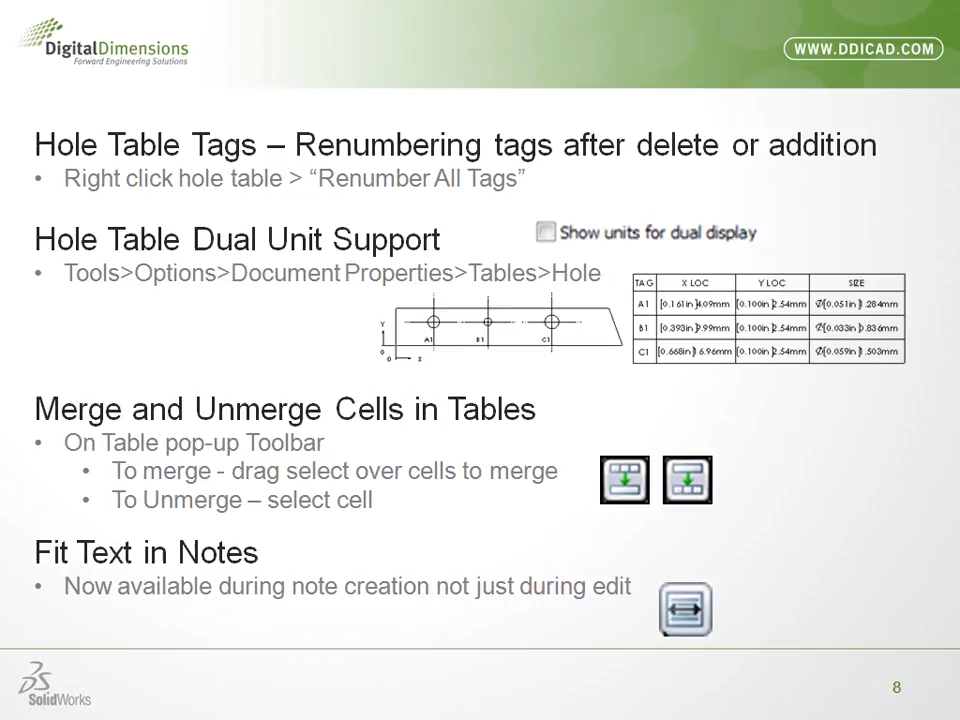 DigitalDimensions
Forward Engineering Solutions
WWW.DDICAD.COM
Hole Table Tags – Renumbering tags after delete or addition
• Right click hole table > “Renumber All Tags”
Hole Table Dual Unit Support
Show units for dual display
• Tools>Options>Document Properties>Tables>Hole
TAG X LOC Y LOC SIZE
A1 [0.161in]4.09mm [0.100in]2.54mm Ø[0.051in]1.284mm
B1 [0.393in]9.99mm [0.100in]2.54mm Ø[0.033in]0.836mm
C1 [0.668in]16.96mm [0.100in]2.54mm Ø[0.059in]1.503mm
Y
A1 B1 C1
0
0 X
Merge and Unmerge Cells in Tables
• On Table pop-up Toolbar
• To merge - drag select over cells to merge
• To Unmerge – select cell
Fit Text in Notes
• Now available during note creation not just during edit
SolidWorks
8